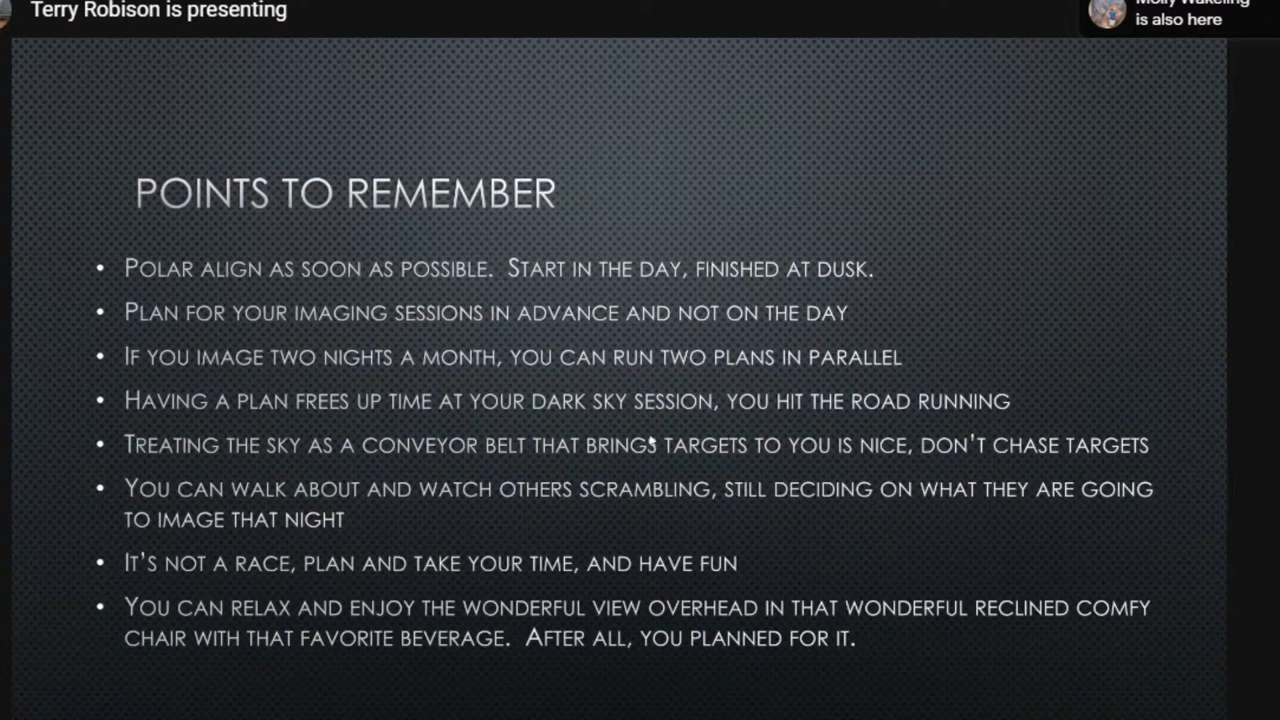 Terry Robison is presenting
Molly Wakeling
is also here
POINTS TO REMEMBER
• POLAR ALIGN AS SOON AS POSSIBLE. START IN THE DAY, FINISHED AT DUSK.
• PLAN FOR YOUR IMAGING SESSIONS IN ADVANCE AND NOT ON THE DAY
• IF YOU IMAGE TWO NIGHTS A MONTH, YOU CAN RUN TWO PLANS IN PARALLEL
• HAVING A PLAN FREES UP TIME AT YOUR DARK SKY SESSION, YOU HIT THE ROAD RUNNING
• TREATING THE SKY AS A CONVEYOR BELT THAT BRINGS TARGETS TO YOU IS NICE, DON'T CHASE TARGETS
• YOU CAN WALK ABOUT AND WATCH OTHERS SCRAMBLING, STILL DECIDING ON WHAT THEY ARE GOING
TO IMAGE THAT NIGHT
• IT'S NOT A RACE, PLAN AND TAKE YOUR TIME, AND HAVE FUN
• YOU CAN RELAX AND ENJOY THE WONDERFUL VIEW OVERHEAD IN THAT WONDERFUL RECLINED COMFY
CHAIR WITH THAT FAVORITE BEVERAGE. AFTER ALL, YOU PLANNED FOR IT.